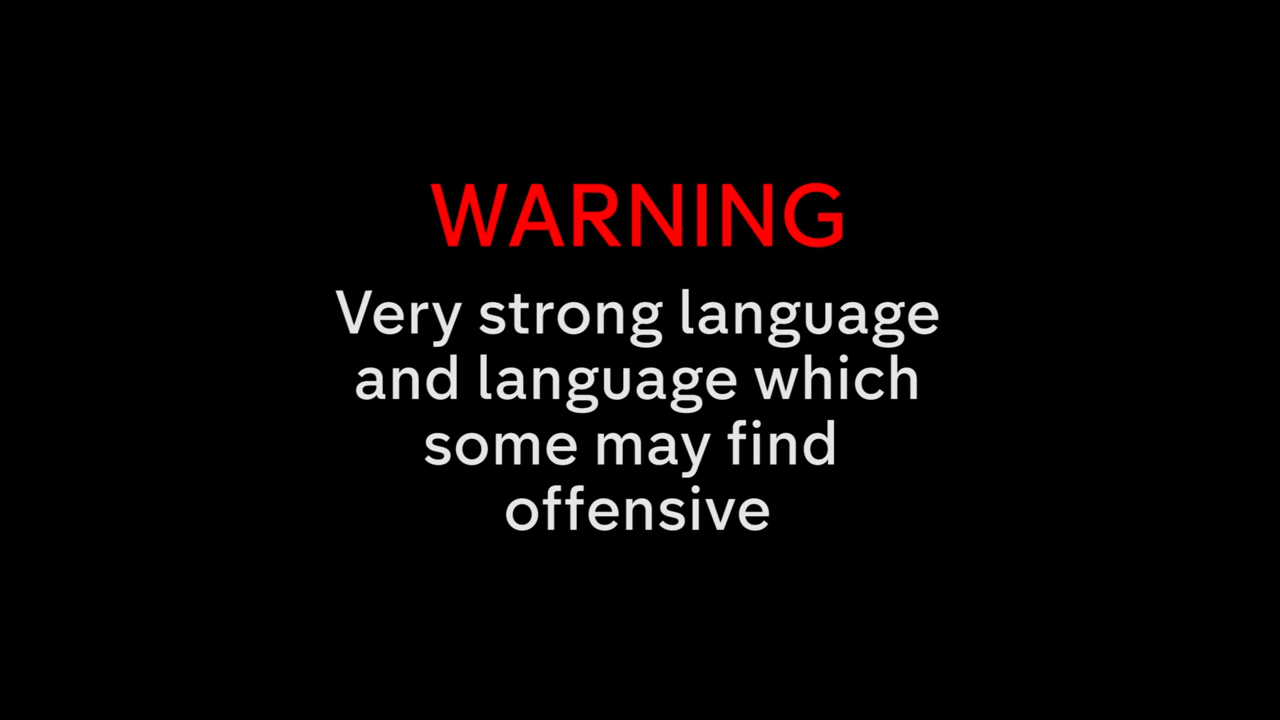 WARNING
Very strong language
and language which
some may find
offensive